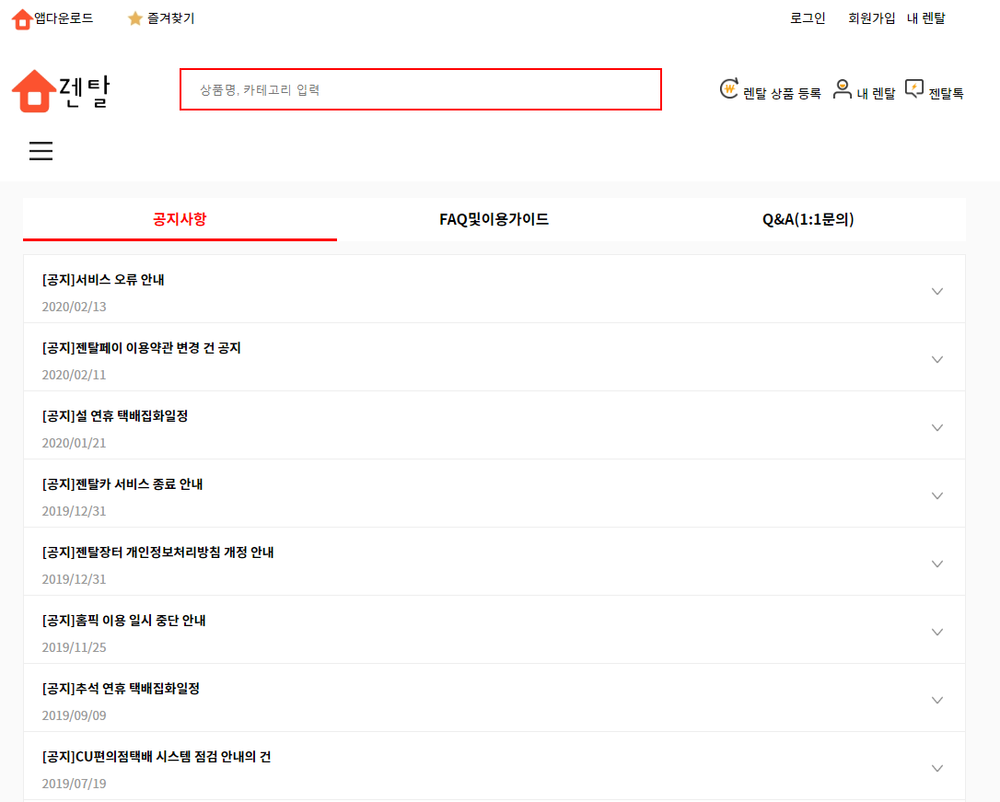 앱다운로드 즐겨찾기 로그인 회원가입 내 렌탈
젠탈 상품명, 카테고리 입력 렌탈 상품 등록 내 렌탈 젠탈톡
공지사항 FAQ및이용가이드 Q&A(1:1문의)
[공지]서비스 오류 안내
2020/02/13
[공지]젠탈페이 이용약관 변경 건 공지
2020/02/11
[공지]설 연휴 택배집화일정
2020/01/21
[공지]젠탈카 서비스 종료 안내
2019/12/31
[공지]젠탈장터 개인정보처리방침 개정 안내
2019/12/31
[공지]홈픽 이용 일시 중단 안내
2019/11/25
[공지]추석 연휴 택배집화일정
2019/09/09
[공지]CU편의점택배 시스템 점검 안내의 건
2019/07/19